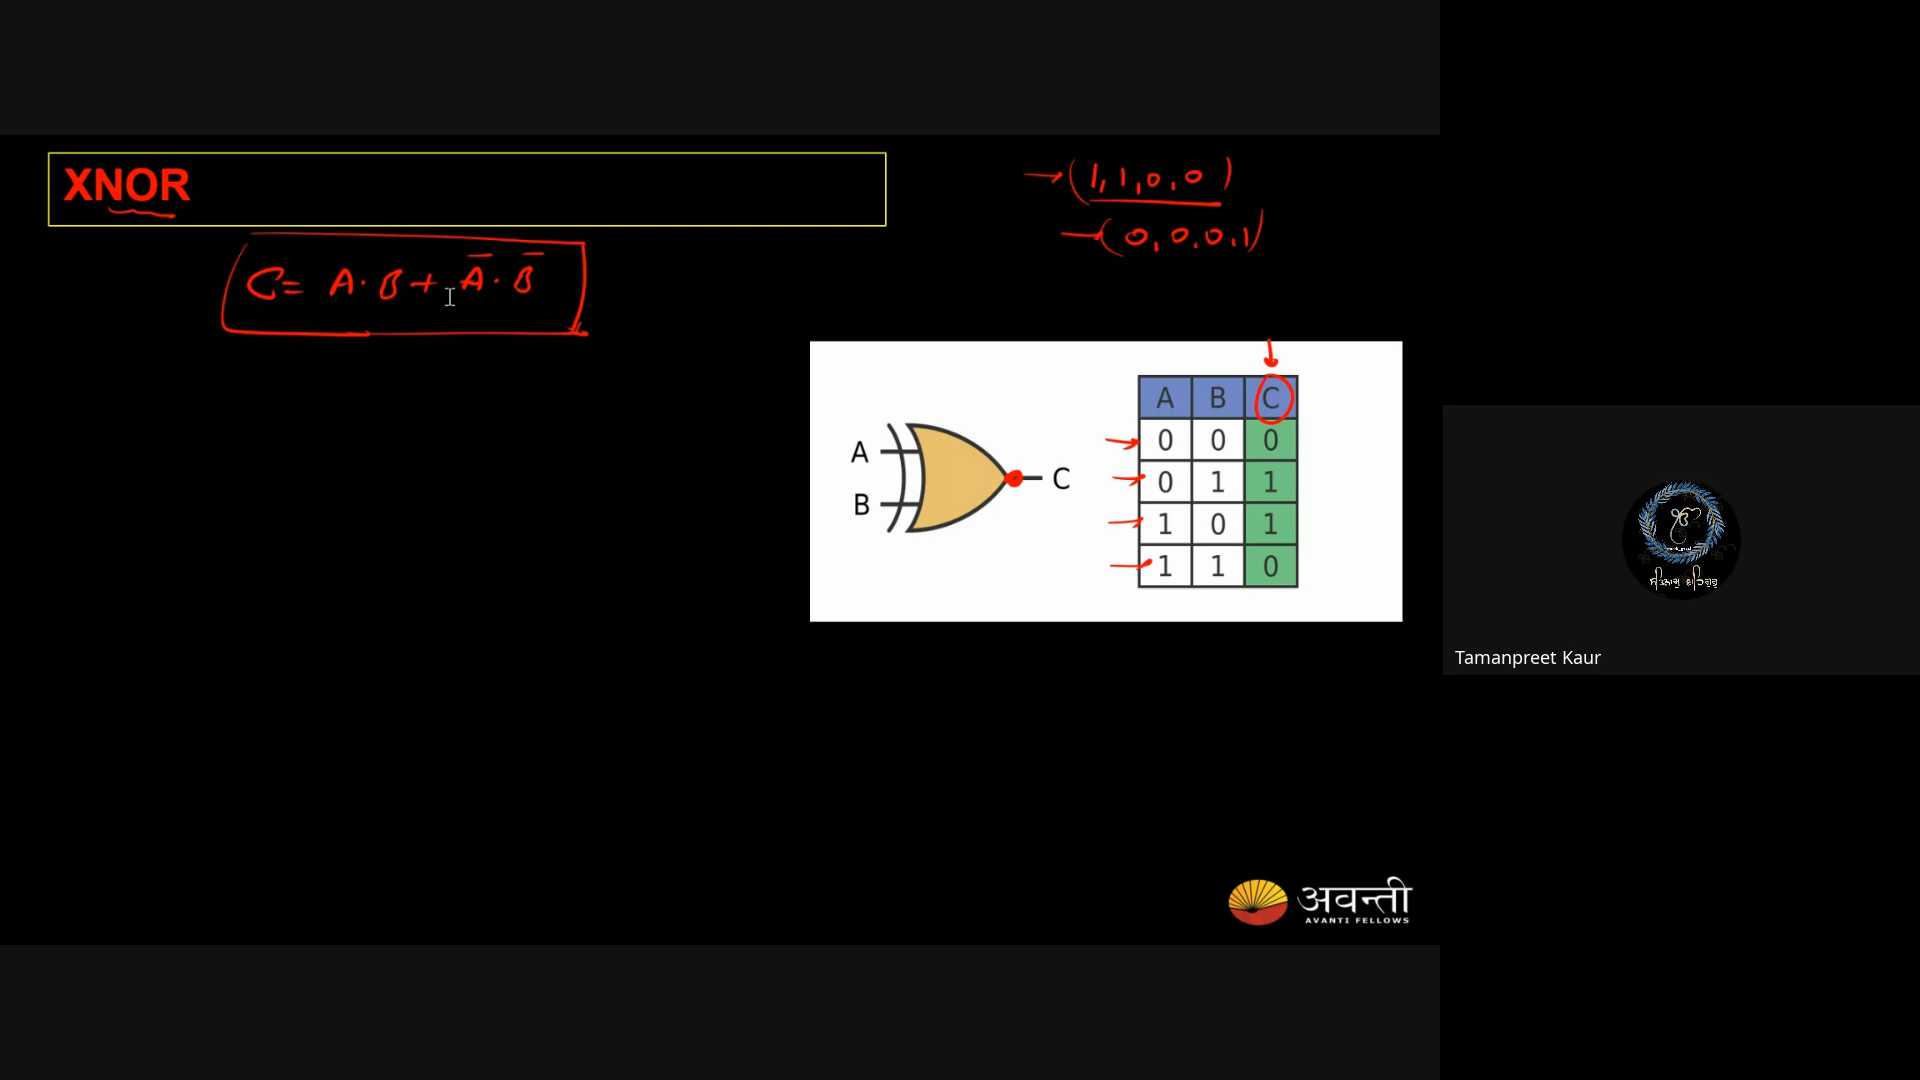 XNOR
→ (1, 1, 0, 0)
→ (0, 0, 0, 1)
C = A · B + A̅ · B̅
A B C
0 0 0
0 1 1
1 0 1
1 1 0
A
B
C
Tamanpreet Kaur
अवन्ती
AVANTI FELLOWS